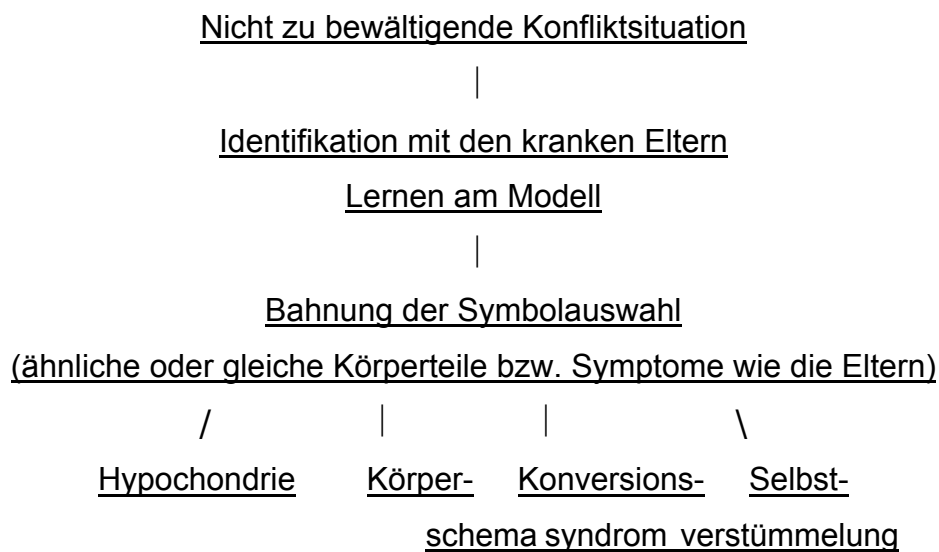 Nicht zu bewältigende Konfliktsituation
|
Identifikation mit den kranken Eltern
Lernen am Modell
|
Bahnung der Symbolauswahl
(ähnliche oder gleiche Körperteile bzw. Symptome wie die Eltern)
/ | | \
Hypochondrie Körper- Konversions- Selbst-
schema syndrom verstümmelung